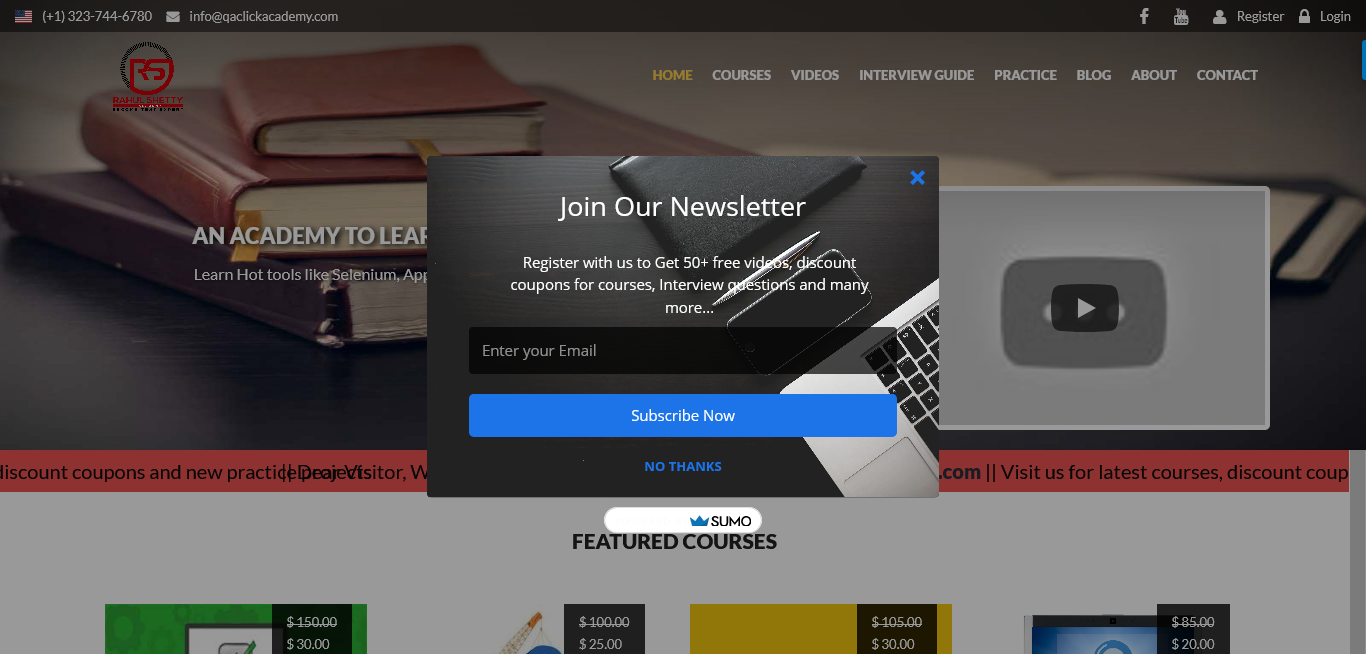 (+1) 323-744-6780 info@qaclickacademy.com Register Login
RAHUL SHETTY
HOME COURSES VIDEOS INTERVIEW GUIDE PRACTICE BLOG ABOUT CONTACT
Join Our Newsletter
AN ACADEMY TO LEAR
Learn Hot tools like Selenium, App
Register with us to Get 50+ free videos, discount
coupons for courses, Interview questions and many
more...
Enter your Email
Subscribe Now
NO THANKS
discount coupons and new practice Projects || Dear Visitor, W .com || Visit us for latest courses, discount coup
SUMO
FEATURED COURSES
$ 150.00 $ 100.00 $ 105.00 $ 85.00
$ 30.00 $ 25.00 $ 30.00 $ 20.00